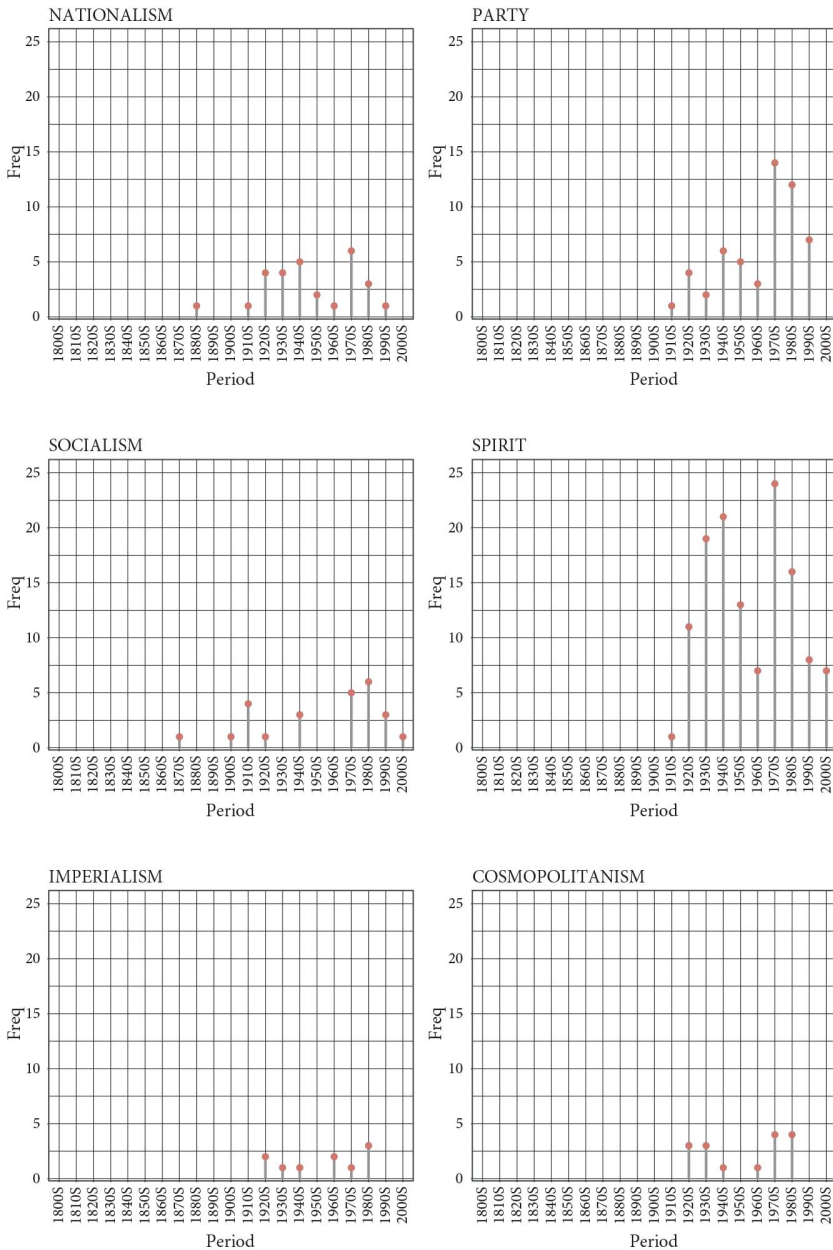 NATIONALISM
25
20
15
10
5
0
Freq
1800S 1810S 1820S 1830S 1840S 1850S 1860S 1870S 1880S 1890S 1900S 1910S 1920S 1930S 1940S 1950S 1960S 1970S 1980S 1990S 2000S
Period
PARTY
25
20
15
10
5
0
Freq
1800S 1810S 1820S 1830S 1840S 1850S 1860S 1870S 1880S 1890S 1900S 1910S 1920S 1930S 1940S 1950S 1960S 1970S 1980S 1990S 2000S
Period
SOCIALISM
25
20
15
10
5
0
Freq
1800S 1810S 1820S 1830S 1840S 1850S 1860S 1870S 1880S 1890S 1900S 1910S 1920S 1930S 1940S 1950S 1960S 1970S 1980S 1990S 2000S
Period
SPIRIT
25
20
15
10
5
0
Freq
1800S 1810S 1820S 1830S 1840S 1850S 1860S 1870S 1880S 1890S 1900S 1910S 1920S 1930S 1940S 1950S 1960S 1970S 1980S 1990S 2000S
Period
IMPERIALISM
25
20
15
10
5
0
Freq
1800S 1810S 1820S 1830S 1840S 1850S 1860S 1870S 1880S 1890S 1900S 1910S 1920S 1930S 1940S 1950S 1960S 1970S 1980S 1990S 2000S
Period
COSMOPOLITANISM
25
20
15
10
5
0
Freq
1800S 1810S 1820S 1830S 1840S 1850S 1860S 1870S 1880S 1890S 1900S 1910S 1920S 1930S 1940S 1950S 1960S 1970S 1980S 1990S 2000S
Period